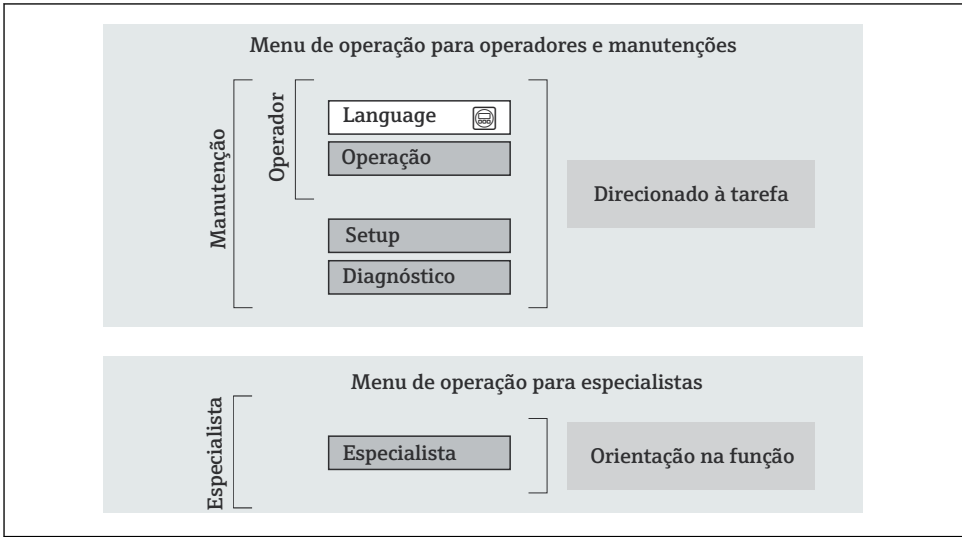 Menu de operação para operadores e manutenções
Manutenção
Operador
Language
Operação
Setup
Diagnóstico
Direcionado à tarefa
Menu de operação para especialistas
Especialista
Especialista
Orientação na função